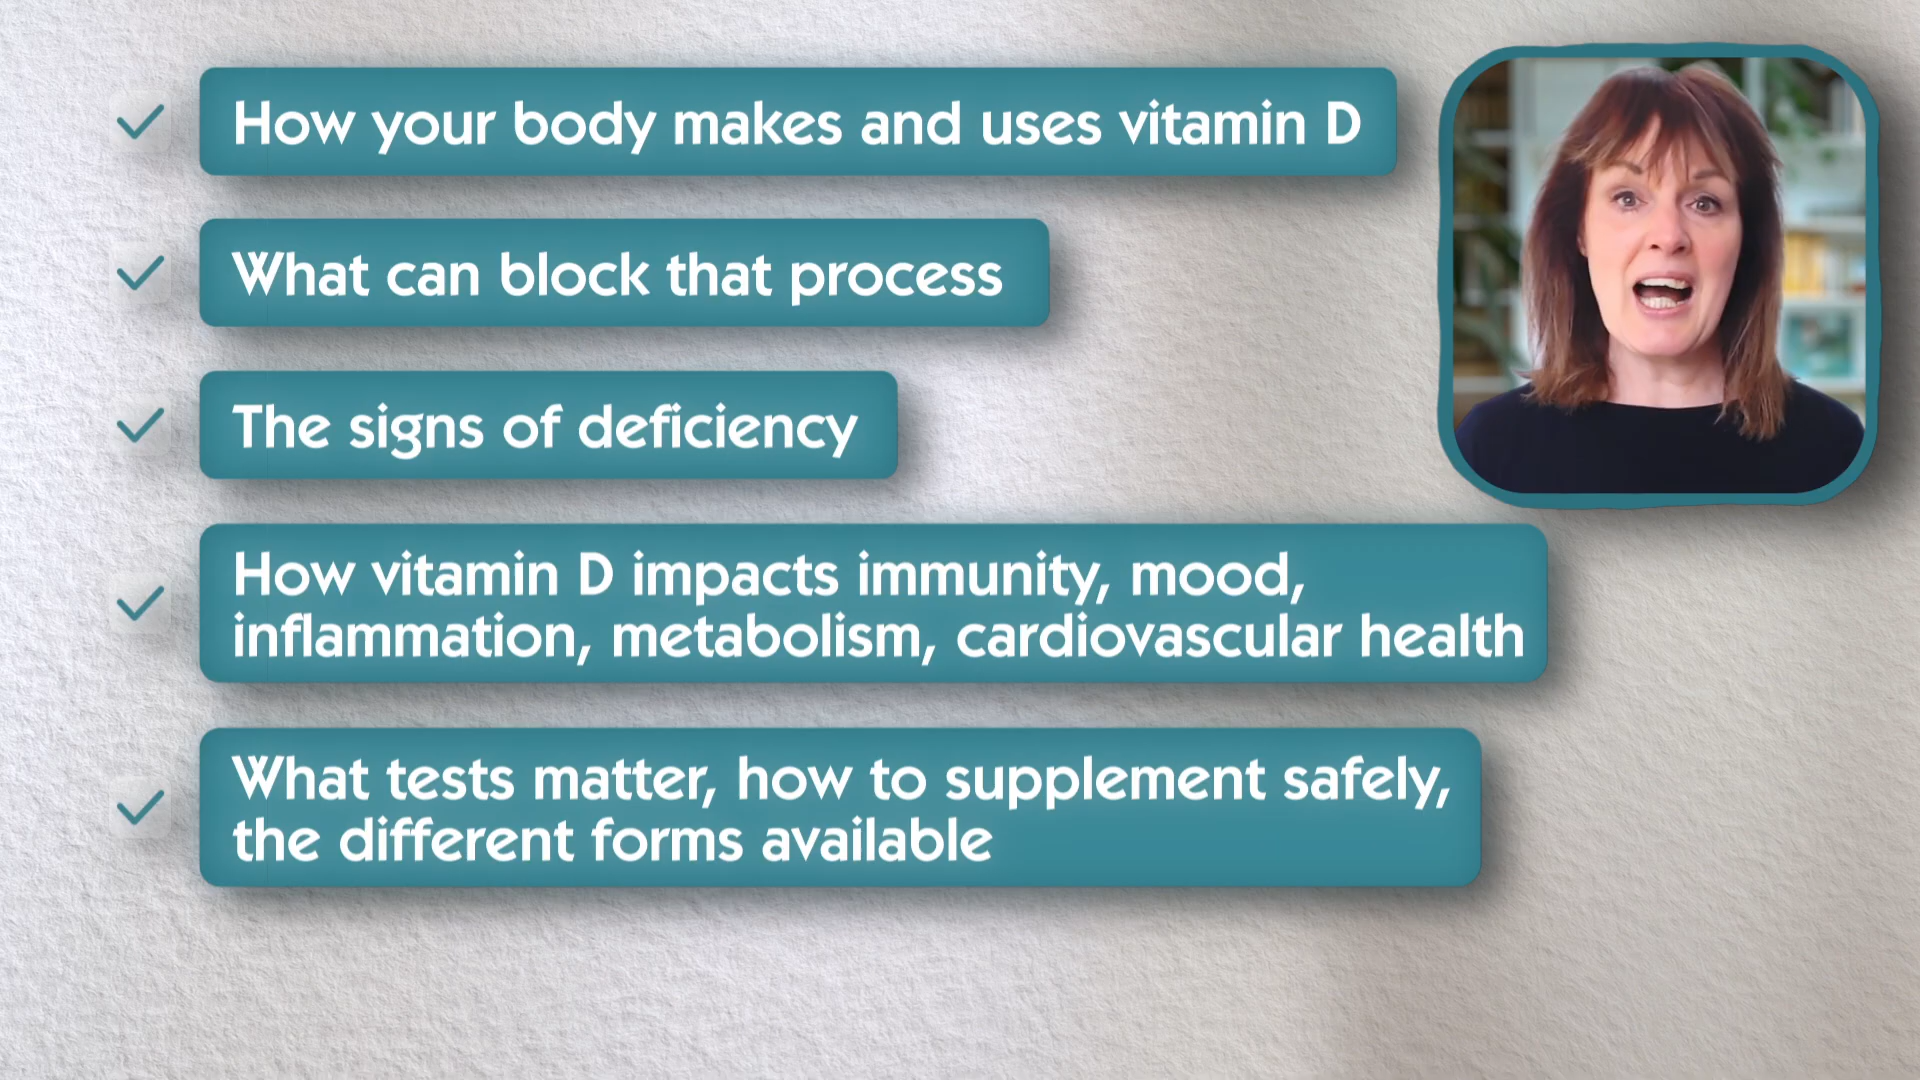 How your body makes and uses vitamin D
What can block that process
The signs of deficiency
How vitamin D impacts immunity, mood,
inflammation, metabolism, cardiovascular health
What tests matter, how to supplement safely,
the different forms available